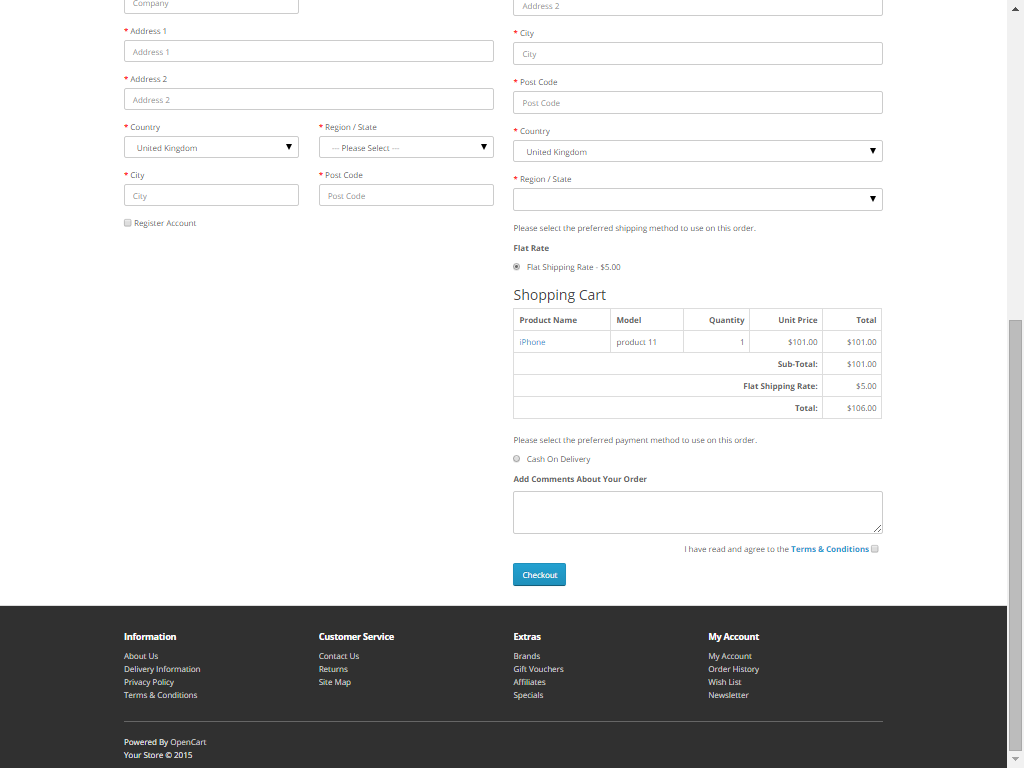 Company
* Address 1
Address 1
* Address 2
Address 2
* Country
* Region / State
United Kingdom
--- Please Select ---
* City
* Post Code
City
Post Code
Register Account
Address 2
* City
City
* Post Code
Post Code
* Country
United Kingdom
* Region / State
Please select the preferred shipping method to use on this order.
Flat Rate
Flat Shipping Rate - $5.00
Shopping Cart
Product Name Model Quantity Unit Price Total
iPhone product 11 1 $101.00 $101.00
Sub-Total: $101.00
Flat Shipping Rate: $5.00
Total: $106.00
Please select the preferred payment method to use on this order.
Cash On Delivery
Add Comments About Your Order
I have read and agree to the Terms & Conditions
Checkout
Information
About Us
Delivery Information
Privacy Policy
Terms & Conditions
Customer Service
Contact Us
Returns
Site Map
Extras
Brands
Gift Vouchers
Affiliates
Specials
My Account
My Account
Order History
Wish List
Newsletter
Powered By OpenCart
Your Store © 2015